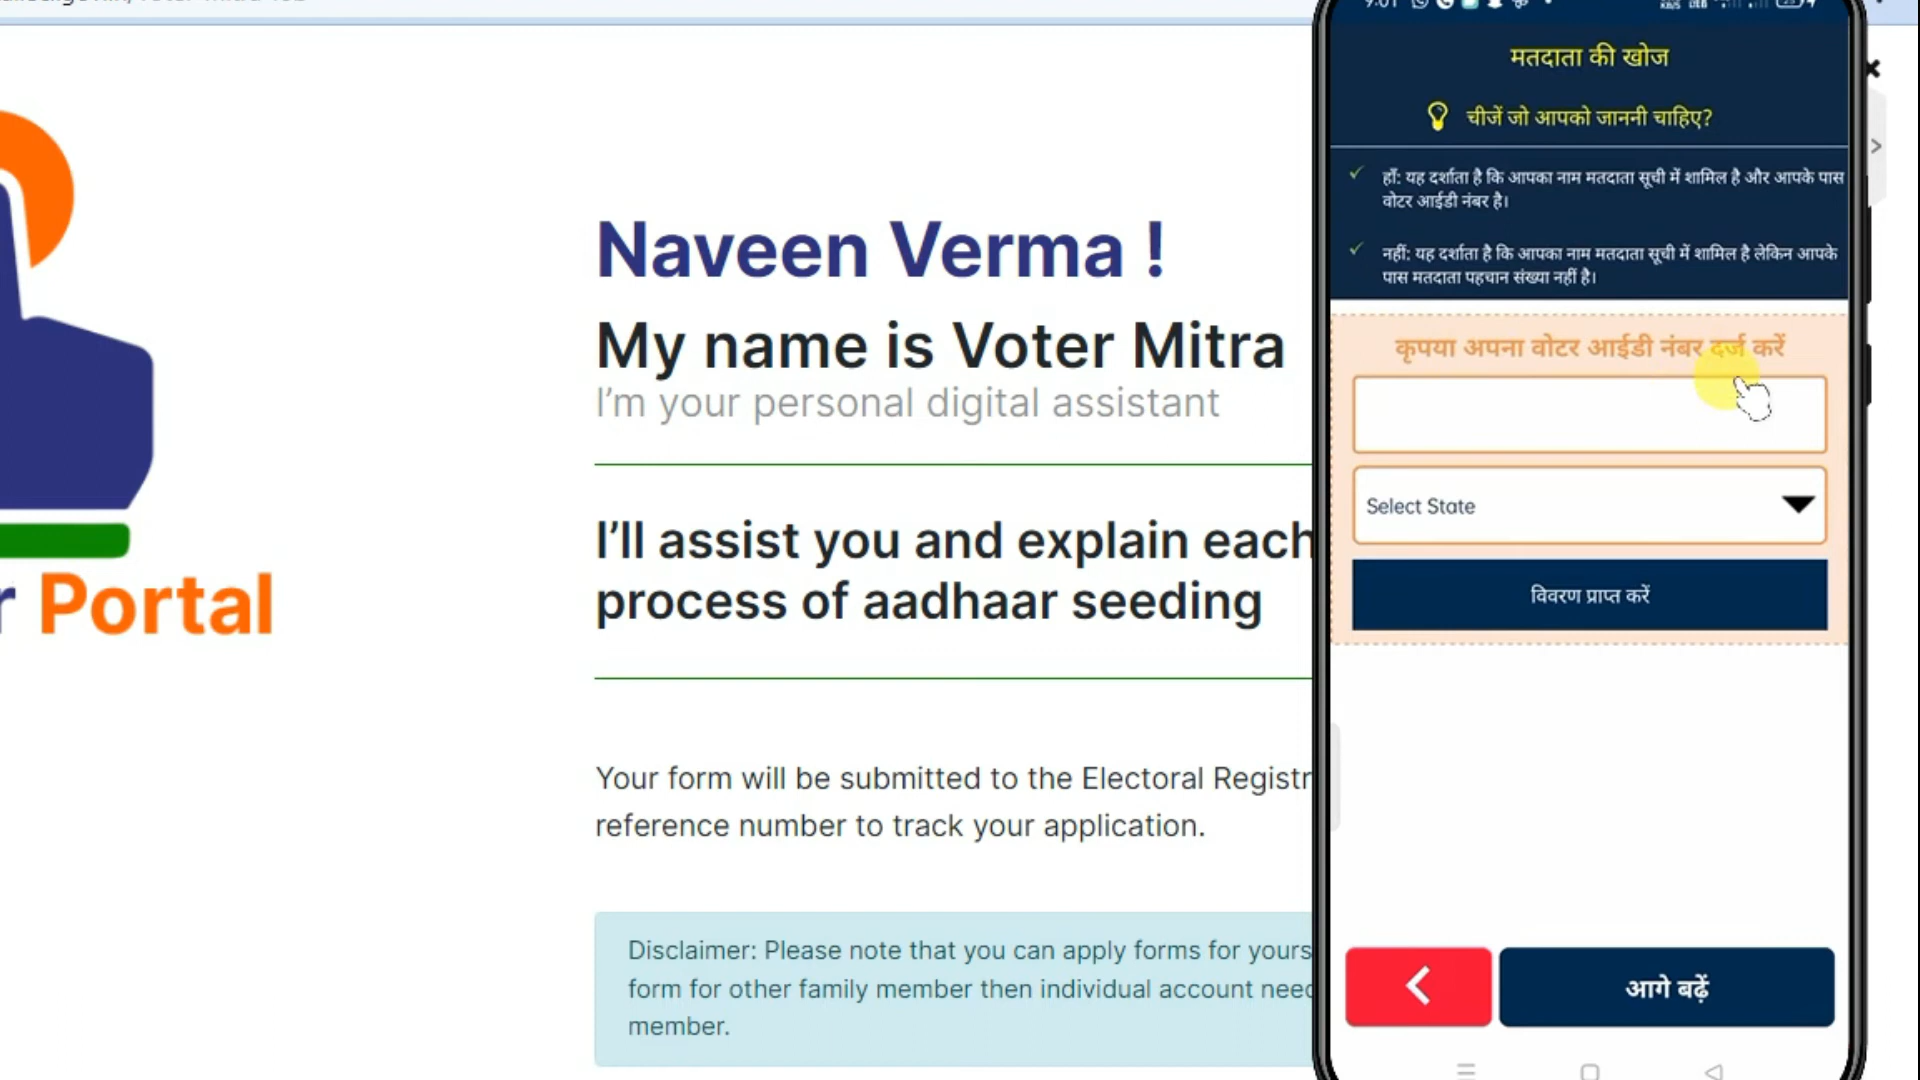 Naveen Verma !
My name is Voter Mitra
I'm your personal digital assistant
I'll assist you and explain each
process of aadhaar seeding
Portal
Your form will be submitted to the Electoral Registr
reference number to track your application.
Disclaimer: Please note that you can apply forms for yours
form for other family member then individual account need
member.
9:01
मतदाता की खोज
चीजें जो आपको जाननी चाहिए?
हाँ: यह दर्शाता है कि आपका नाम मतदाता सूची में शामिल है और आपके पास
वोटर आईडी नंबर है।
नहीं: यह दर्शाता है कि आपका नाम मतदाता सूची में शामिल है लेकिन आपके
पास मतदाता पहचान संख्या नहीं है।
कृपया अपना वोटर आईडी नंबर दर्ज करें
Select State
विवरण प्राप्त करें
आगे बढ़ें